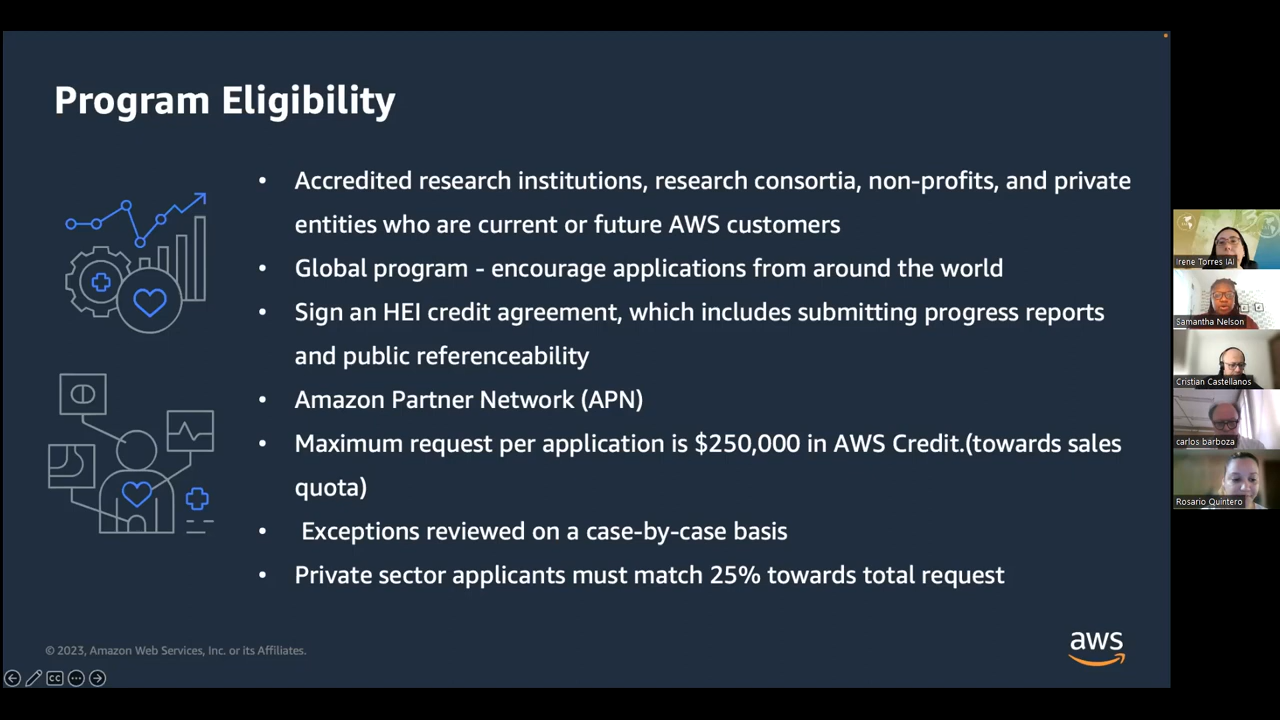 Program Eligibility
• Accredited research institutions, research consortia, non-profits, and private
entities who are current or future AWS customers
• Global program - encourage applications from around the world
• Sign an HEI credit agreement, which includes submitting progress reports
and public referenceability
• Amazon Partner Network (APN)
• Maximum request per application is $250,000 in AWS Credit.(towards sales
quota)
• Exceptions reviewed on a case-by-case basis
• Private sector applicants must match 25% towards total request
© 2023, Amazon Web Services, Inc. or its Affiliates.
aws
CC
Irene Torres IAI
Samantha Nelson
Cristian Castellanos
carlos barboza
Rosario Quintero